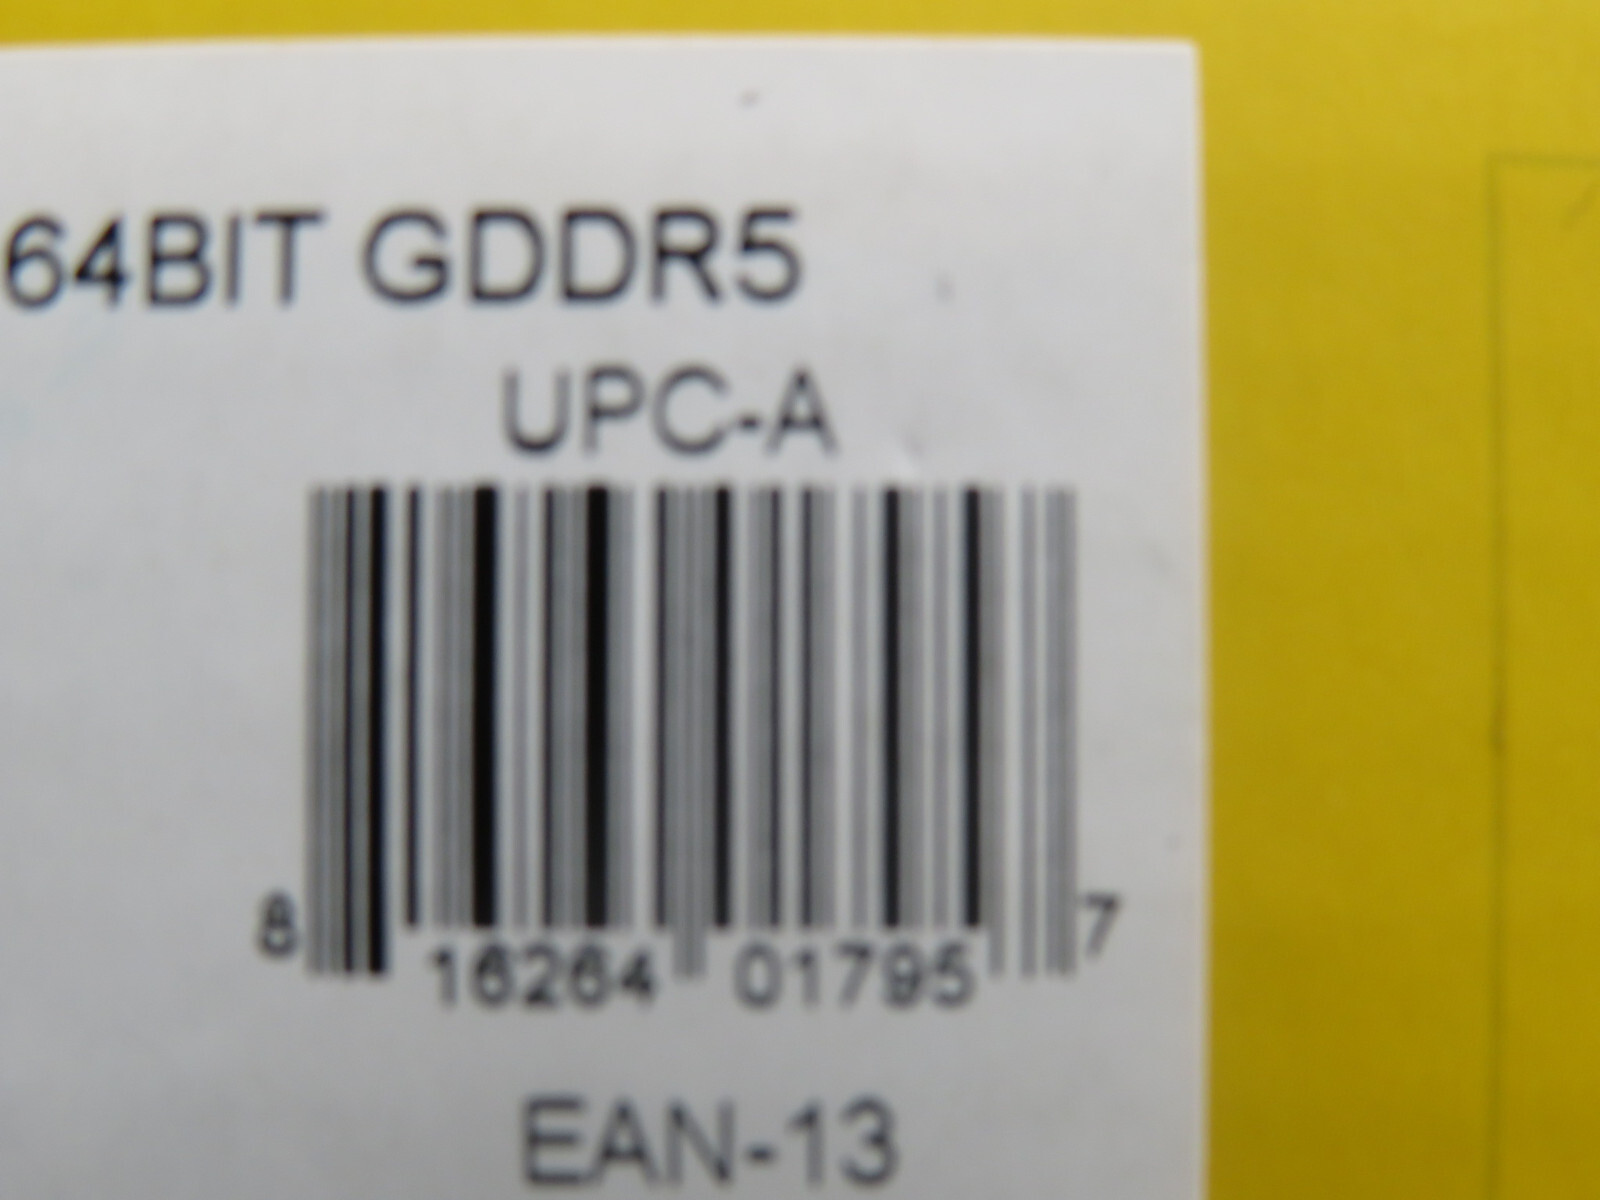 64BIT GDDR5
UPC-A
8 16264 01795 7
EAN-13